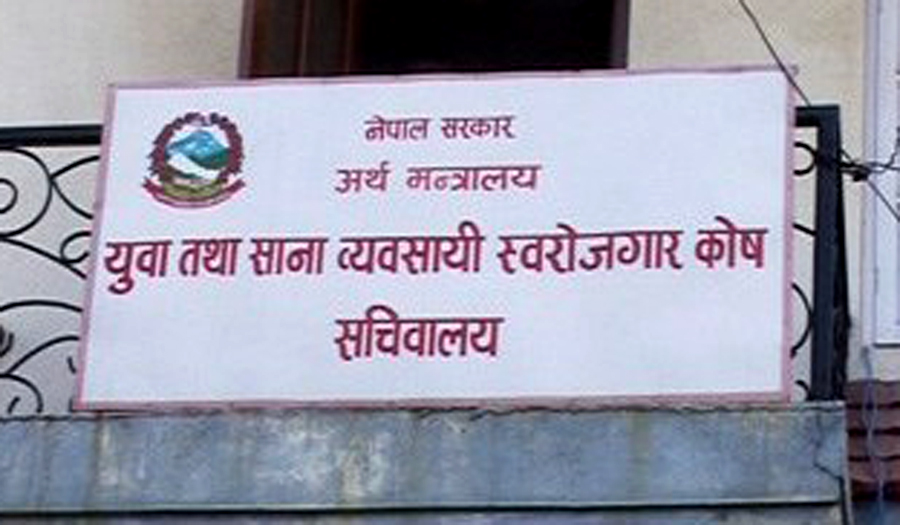 नेपाल सरकार
अर्थ मन्त्रालय
युवा तथा साना व्यवसायी स्वरोजगार कोष
सचिवालय